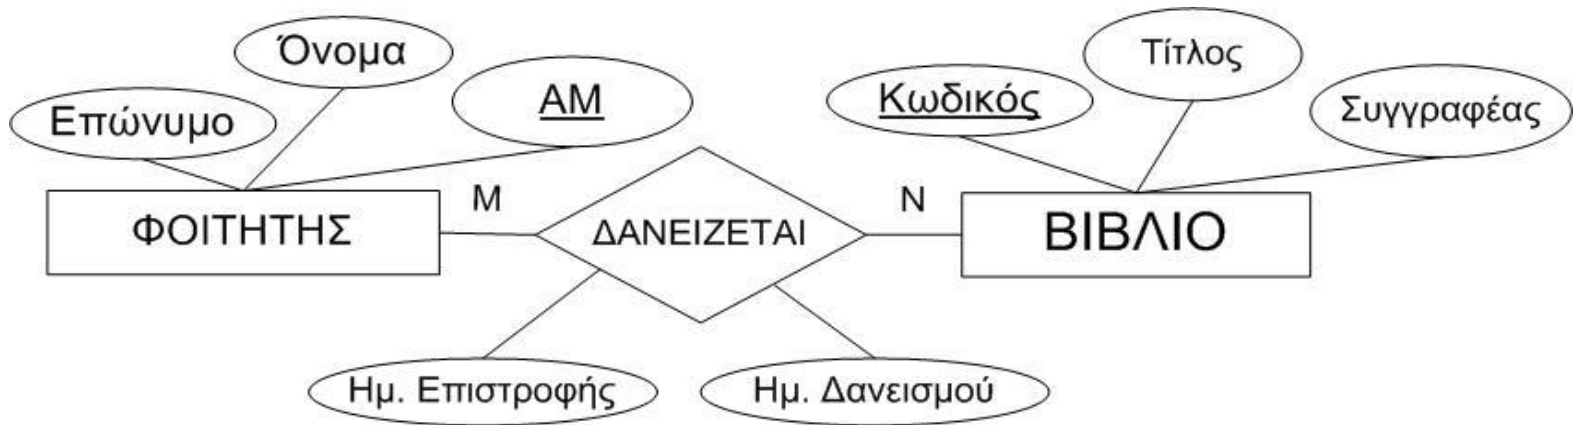 Όνομα
Τίτλος
ΑΜ
Κωδικός
Συγγραφέας
Επώνυμο
Μ
Ν
ΦΟΙΤΗΤΗΣ
ΔΑΝΕΙΖΕΤΑΙ
ΒΙΒΛΙΟ
Ημ. Επιστροφής
Ημ. Δανεισμού